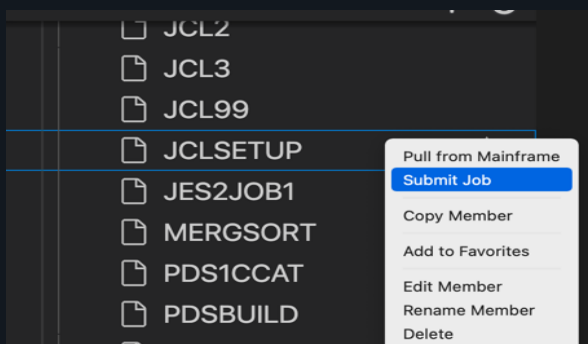 JCL2
JCL3
JCL99
JCLSETUP
JES2JOB1
MERGSORT
PDS1CCAT
PDSBUILD
Pull from Mainframe
Submit Job
Copy Member
Add to Favorites
Edit Member
Rename Member
Delete